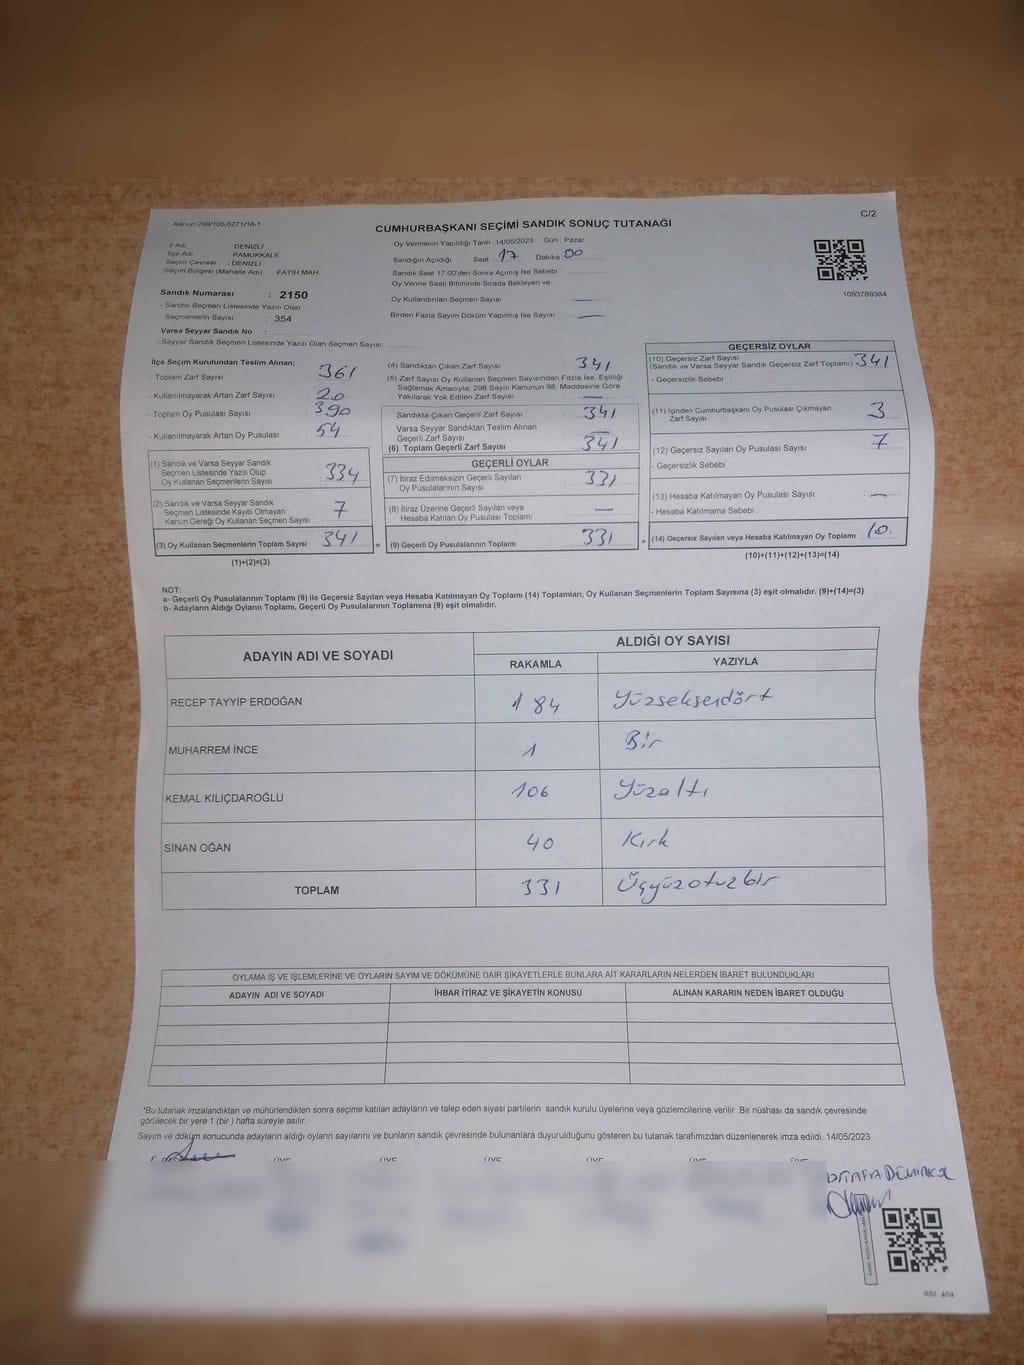 Kanun:298/105,6271/18-1
C/2
CUMHURBAŞKANI SEÇİMİ SANDIK SONUÇ TUTANAĞI
İl Adı : DENİZLİ
İlçe Adı : PAMUKKALE
Seçim Çevresi : DENİZLİ
Seçim Bölgesi (Mahalle Adı) : FATİH MAH.
Oy Vermenin Yapıldığı Tarih :14/05/2023 Gün : Pazar
Sandığın Açıldığı Saat 17 Dakika 00
Sandık Saat 17:00'den Sonra Açımış İse Sebebi
Oy Verme Saati Bitiminde Sırada Bekleyen ve
Oy Kullandırılan Seçmen Sayısı —
Birden Fazla Sayım Döküm Yapılmış İse Sayısı —
1093789384
Sandık Numarası : 2150
- Sandık Seçmen Listesinde Yazılı Olan
Seçmenlerin Sayısı : 354
Varsa Seyyar Sandık No :
- Seyyar Sandık Seçmen Listesinde Yazılı Olan Seçmen Sayısı:
İlçe Seçim Kurulundan Teslim Alınan;
- Toplam Zarf Sayısı 361
- Kullanılmayarak Artan Zarf Sayısı 20
- Toplam Oy Pusulası Sayısı 390
- Kullanılmayarak Artan Oy Pusulası 54
(1) Sandık ve Varsa Seyyar Sandık
Seçmen Listesinde Yazılı Olup
Oy Kullanan Seçmenlerin Sayısı 334
(2) Sandık ve Varsa Seyyar Sandık
Seçmen Listesinde Kayıtlı Olmayan
Kanun Gereği Oy Kullanan Seçmen Sayısı 7
(3) Oy Kullanan Seçmenlerin Toplam Sayısı 341 =
(1)+(2)=(3)
(4) Sandıktan Çıkan Zarf Sayısı 341
(5) Zarf Sayısı Oy Kullanan Seçmen Sayısından Fazla İse, Eşitliği
Sağlamak Amacıyla; 298 Sayılı Kanunun 98. Maddesine Göre
Yakılarak Yok Edilen Zarf Sayısı —
Sandıkta Çıkan Geçerli Zarf Sayısı 341
Varsa Seyyar Sandıktan Teslim Alınan
Geçerli Zarf Sayısı —
(6) Toplam Geçerli Zarf Sayısı 341
GEÇERLİ OYLAR
(7) İtiraz Edilmeksizin Geçerli Sayılan
Oy Pusulalarının Sayısı 331
(8) İtiraz Üzerine Geçerli Sayılan veya
Hesaba Katılan Oy Pusulası Toplamı —
(9) Geçerli Oy Pusulalarının Toplamı 331 +
GEÇERSİZ OYLAR
(10) Geçersiz Zarf Sayısı
(Sandık ve Varsa Seyyar Sandık Geçersiz Zarf Toplamı) 341
- Geçersizlik Sebebi
(11) İçinden Cumhurbaşkanı Oy Pusulası Çıkmayan
Zarf Sayısı 3
(12) Geçersiz Sayılan Oy Pusulası Sayısı 7
- Geçersizlik Sebebi :
(13) Hesaba Katılmayan Oy Pusulası Sayısı —
- Hesaba Katılmama Sebebi :
(14) Geçersiz Sayılan veya Hesaba Katılmayan Oy Toplamı 10.
(10)+(11)+(12)+(13)=(14)
NOT:
a- Geçerli Oy Pusulalarının Toplamı (9) ile Geçersiz Sayılan veya Hesaba Katılmayan Oy Toplamı (14) Toplamları, Oy Kullanan Seçmenlerin Toplam Sayısına (3) eşit olmalıdır. (9)+(14)=(3)
b- Adayların Aldığı Oyların Toplamı, Geçerli Oy Pusulalarının Toplamına (9) eşit olmalıdır.
ADAYIN ADI VE SOYADI
ALDIĞI OY SAYISI
RAKAMLA YAZIYLA
RECEP TAYYİP ERDOĞAN 184 Yüzseksendört
MUHARREM İNCE 1 Bir
KEMAL KILIÇDAROĞLU 106 Yüzaltı
SİNAN OĞAN 40 Kırk
TOPLAM 331 Üçyüzotuzbir
OYLAMA İŞ VE İŞLEMLERİNE VE OYLARIN SAYIM VE DÖKÜMÜNE DAİR ŞİKAYETLERLE BUNLARA AİT KARARLARIN NELERDEN İBARET BULUNDUKLARI
ADAYIN ADI VE SOYADI İHBAR İTİRAZ VE ŞİKAYETİN KONUSU ALINAN KARARIN NEDEN İBARET OLDUĞU
*Bu tutanak imzalandıktan ve mühürlendikten sonra seçime katılan adayların ve talep eden siyasi partilerin sandık kurulu üyelerine veya gözlemcilerine verilir. Bir nüshası da sandık çevresinde
görülecek bir yere 1 (bir) hafta süreyle asılır.
Sayım ve döküm sonucunda adayların aldığı oyların sayılarını ve bunların sandık çevresinde bulunanlara duyurulduğunu gösteren bu tutanak tarafımızdan düzenlenerek imza edildi. 14/05/2023
ÜYE ÜYE ÜYE ÜYE ÜYE ÜYE